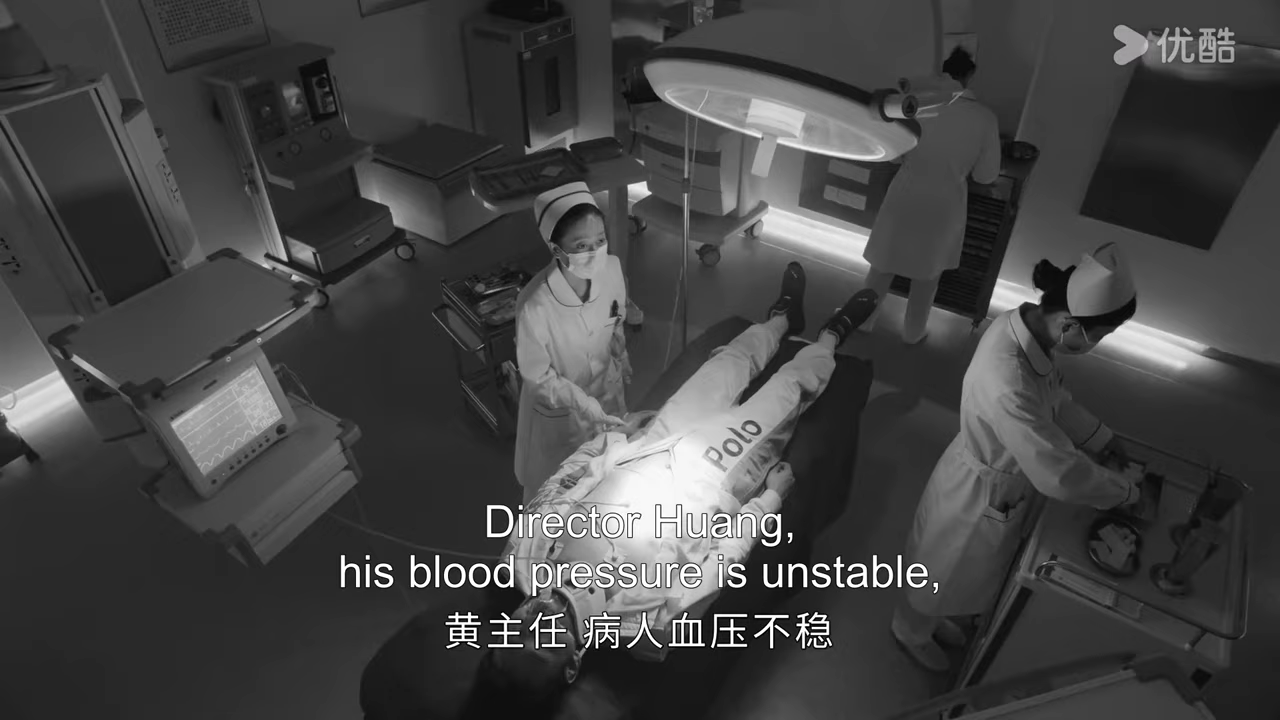 优酷
Polo
Director Huang,
his blood pressure is unstable,
黄主任 病人血压不稳